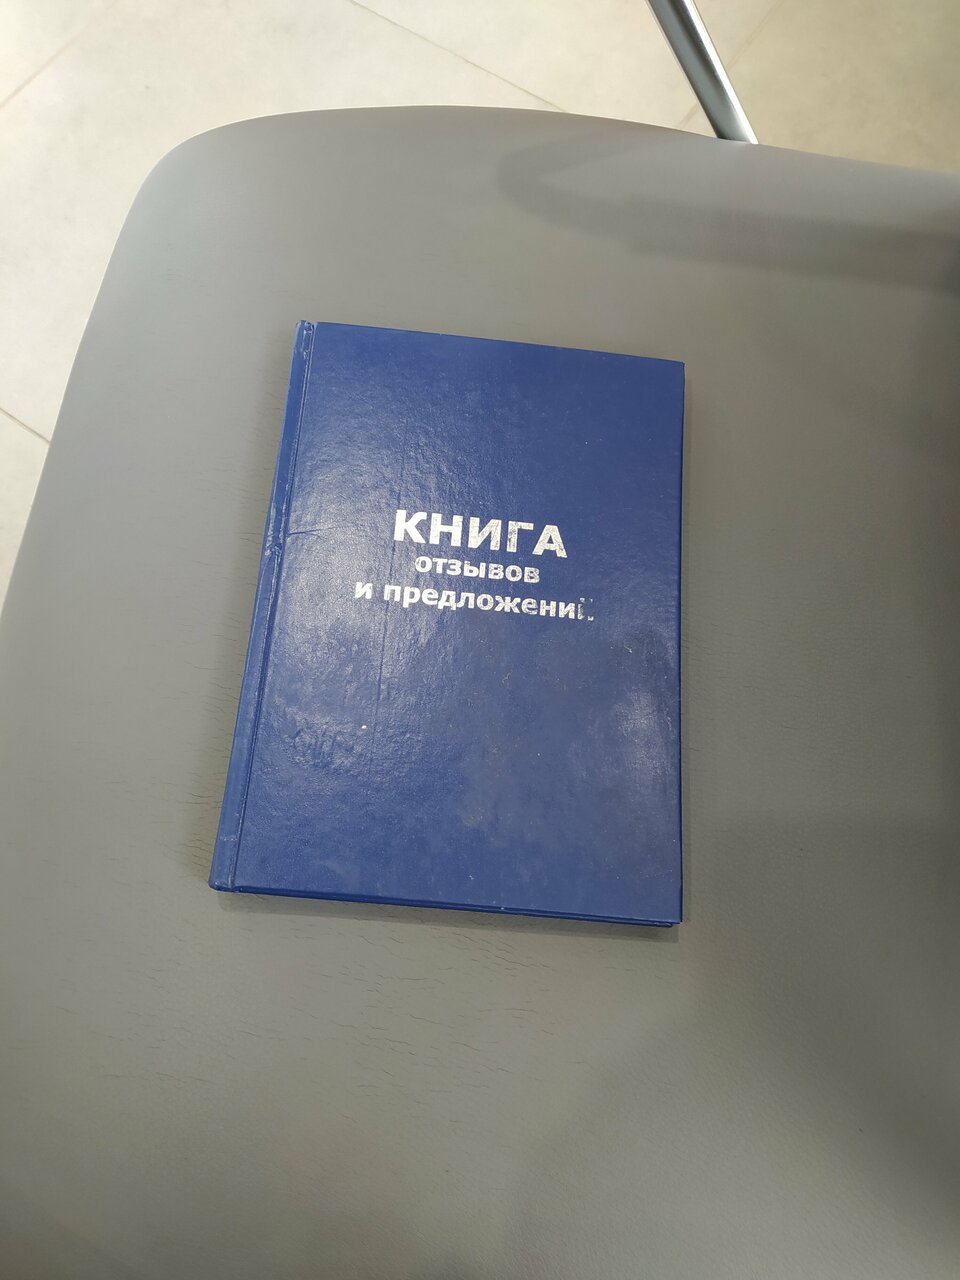 КНИГА
отзывов
и предложений